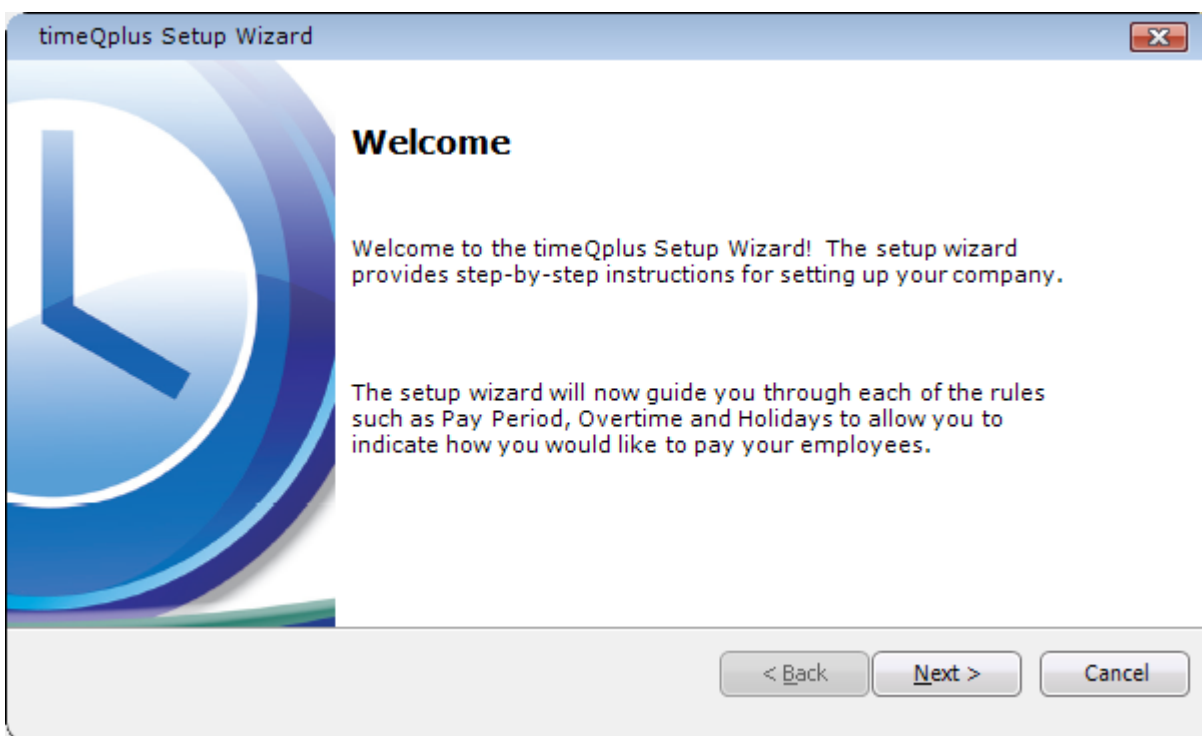 timeQplus Setup Wizard
Welcome
Welcome to the timeQplus Setup Wizard!  The setup wizard
provides step-by-step instructions for setting up your company.
The setup wizard will now guide you through each of the rules
such as Pay Period, Overtime and Holidays to allow you to
indicate how you would like to pay your employees.
< Back
Next >
Cancel